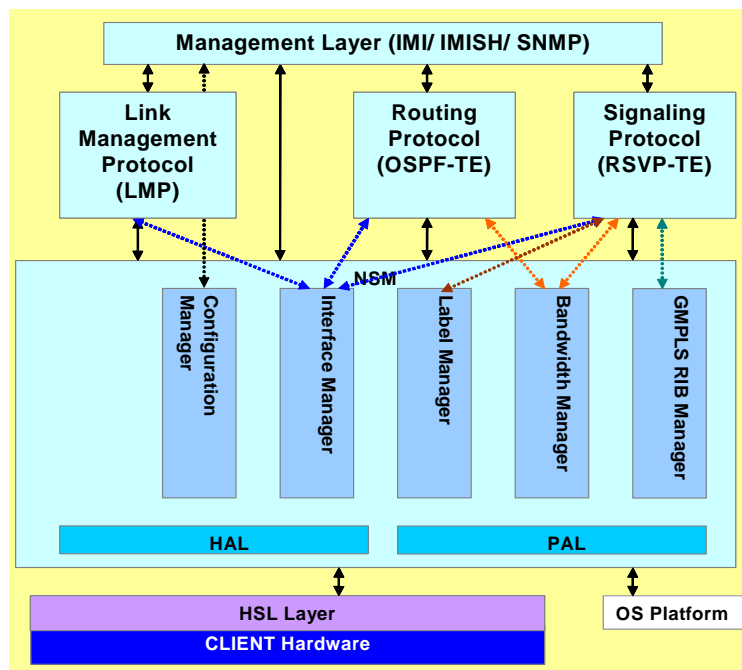 Management Layer (IMI/ IMISH/ SNMP)
Link
Management
Protocol
(LMP)
Routing
Protocol
(OSPF-TE)
Signaling
Protocol
(RSVP-TE)
NSM
Configuration
Manager
Interface Manager
Label Manager
Bandwidth Manager
GMPLS RIB Manager
HAL
PAL
HSL Layer
OS Platform
CLIENT Hardware